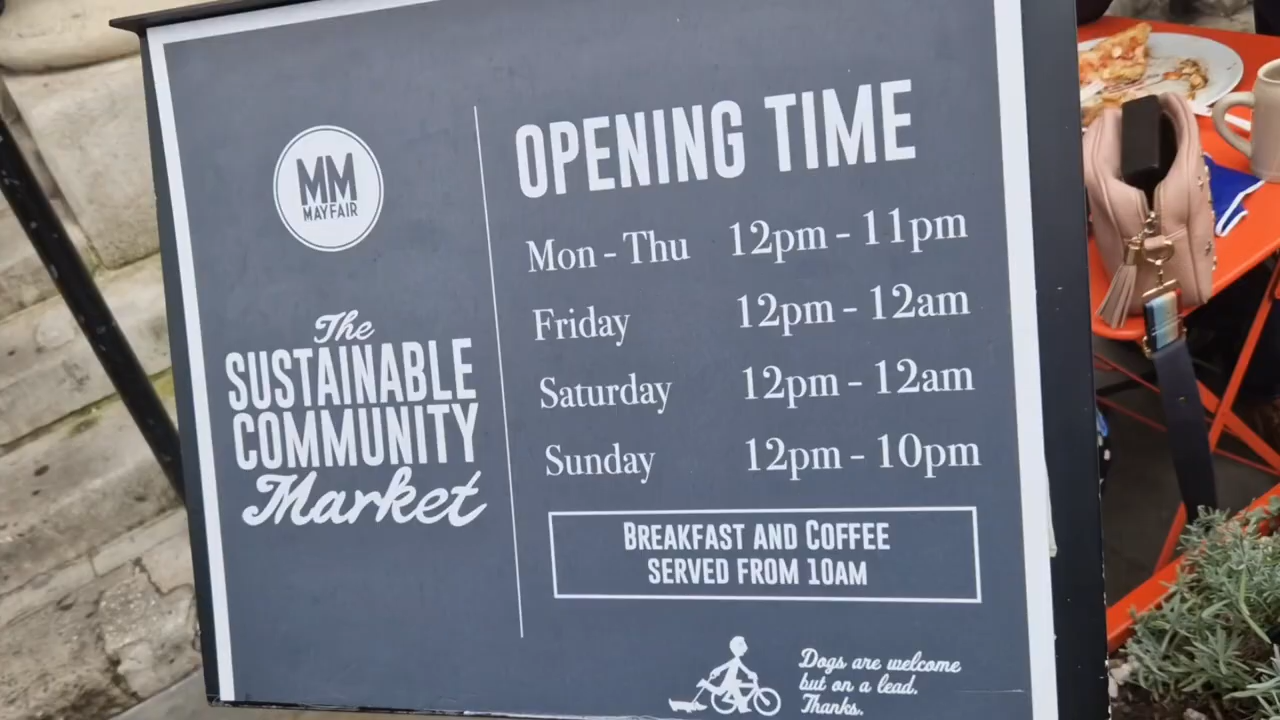 MM
MAYFAIR
The
SUSTAINABLE
COMMUNITY
Market
OPENING TIME
Mon - Thu 12pm - 11pm
Friday 12pm - 12am
Saturday 12pm - 12am
Sunday 12pm - 10pm
BREAKFAST AND COFFEE
SERVED FROM 10AM
Dogs are welcome
but on a lead.
Thanks.